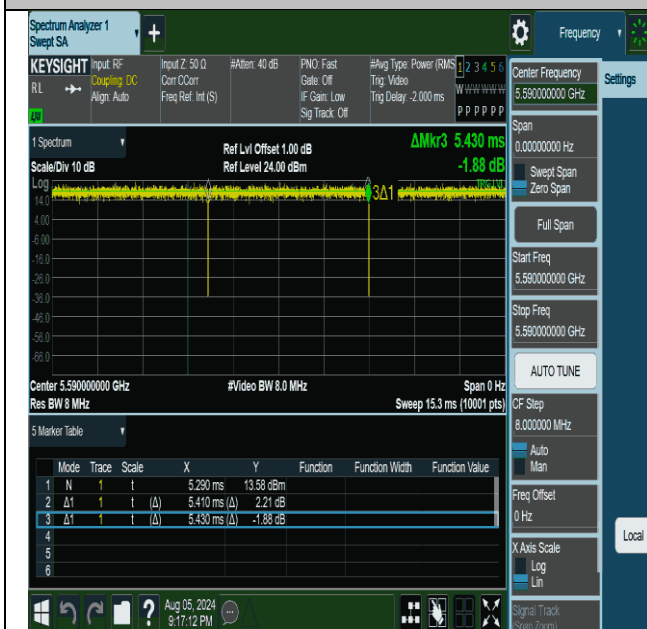 Spectrum Analyzer 1
Swept SA
+
Frequency
KEYSIGHT
RL
Input: RF
Coupling: DC
Align: Auto
Input Z: 50 Ω
Corr CCorr
Freq Ref: Int (S)
#Atten: 40 dB
PNO: Fast
Gate: Off
IF Gain: Low
Sig Track: Off
#Avg Type: Power (RMS
Trig: Video
Trig Delay: -2.000 ms
1 2 3 4 5 6
W W W W W W
P P P P P P
1 Spectrum
Scale/Div 10 dB
Ref Lvl Offset 1.00 dB
Ref Level 24.00 dBm
ΔMkr3 5.430 ms
-1.88 dB
Log
14.0
4.00
-6.00
-16.0
-26.0
-36.0
-46.0
-56.0
-66.0
3Δ1
Center 5.590000000 GHz
#Video BW 8.0 MHz
Span 0 Hz
Res BW 8 MHz
Sweep 15.3 ms (10001 pts)
5 Marker Table
Mode Trace Scale X Y Function Function Width Function Value
1 N 1 t 5.290 ms 13.58 dBm
2 Δ1 1 t (Δ) 5.410 ms (Δ) 2.21 dB
3 Δ1 1 t (Δ) 5.430 ms (Δ) -1.88 dB
4
5
6
Aug 05, 2024
9:17:12 PM
Center Frequency
5.590000000 GHz
Settings
Span
0.00000000 Hz
Swept Span
Zero Span
Full Span
Start Freq
5.590000000 GHz
Stop Freq
5.590000000 GHz
AUTO TUNE
CF Step
8.000000 MHz
Auto
Man
Freq Offset
0 Hz
Local
X Axis Scale
Log
Lin
Signal Track
(Span Zoom)